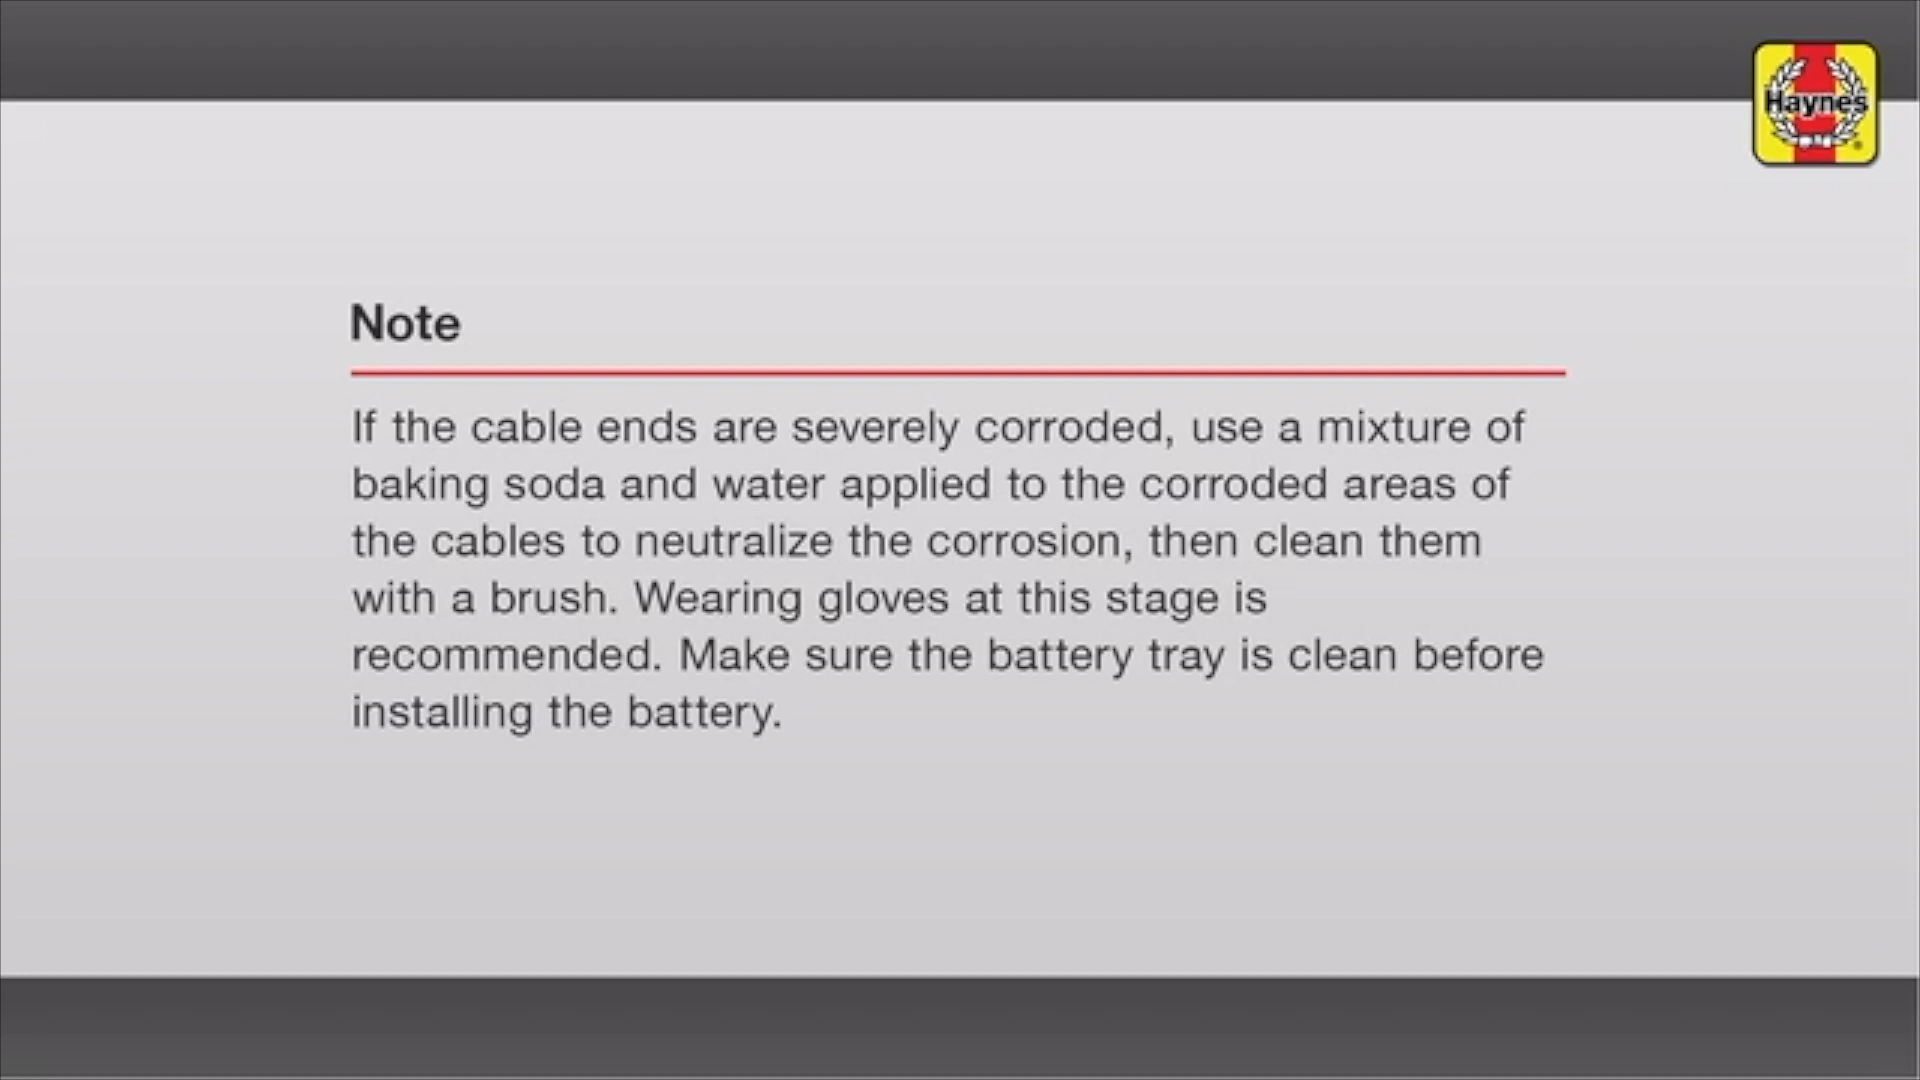 Haynes
Note
If the cable ends are severely corroded, use a mixture of
baking soda and water applied to the corroded areas of
the cables to neutralize the corrosion, then clean them
with a brush. Wearing gloves at this stage is
recommended. Make sure the battery tray is clean before
installing the battery.